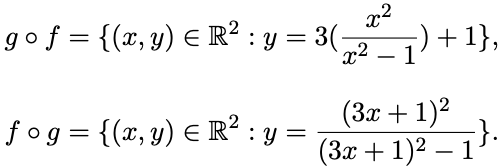 g ∘ f = {(x, y) ∈ ℝ² : y = 3(x²/(x² − 1)) + 1},
f ∘ g = {(x, y) ∈ ℝ² : y = (3x + 1)²/((3x + 1)² − 1)}.